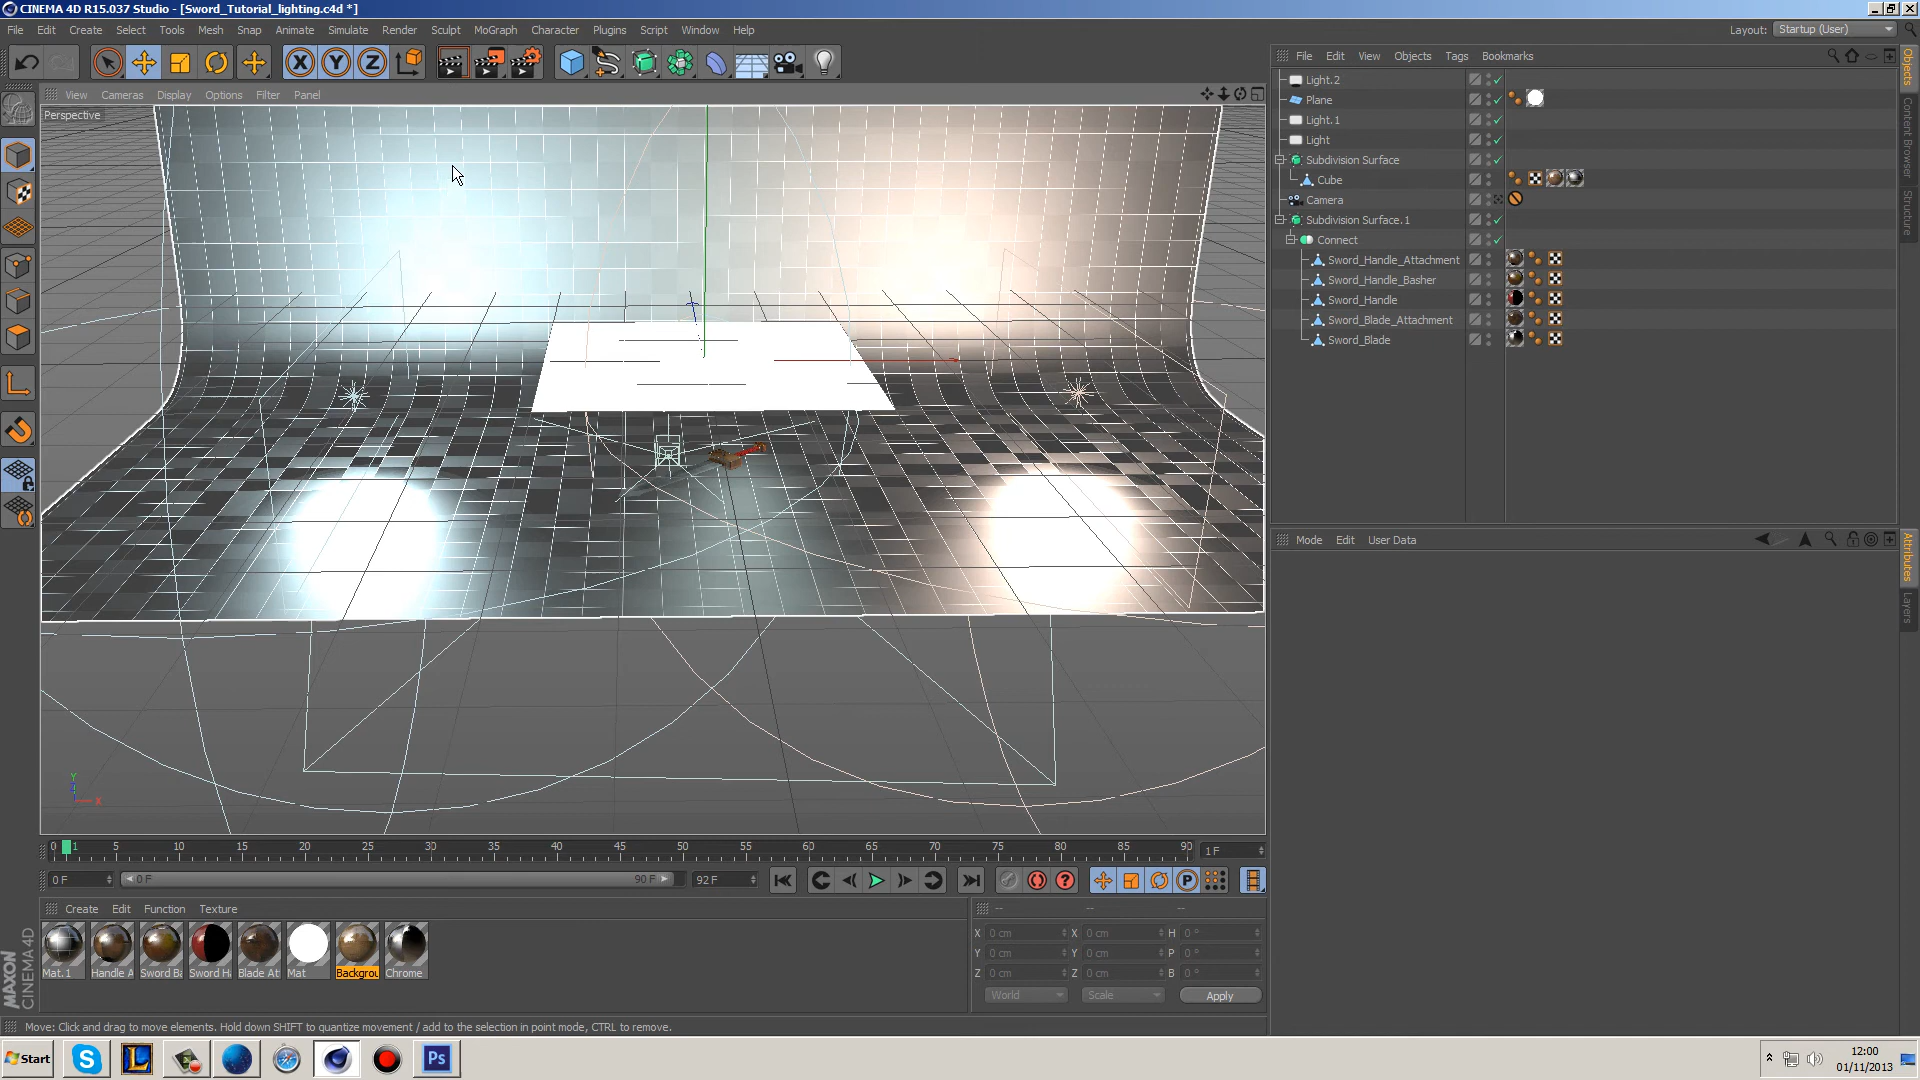 CINEMA 4D R15.037 Studio - [Sword_Tutorial_lighting.c4d *]
File Edit Create Select Tools Mesh Snap Animate Simulate Render Sculpt MoGraph Character Plugins Script Window Help
Layout: Startup (User)
File Edit View Objects Tags Bookmarks
View Cameras Display Options Filter Panel
Perspective
Light.2
Plane
Light.1
Light
Subdivision Surface
Cube
Camera
Subdivision Surface.1
Connect
Sword_Handle_Attachment
Sword_Handle_Basher
Sword_Handle
Sword_Blade_Attachment
Sword_Blade
Objects
Content Browser
Structure
Mode Edit User Data
Attributes
Layers
Y
X
0 1 5 10 15 20 25 30 35 40 45 50 55 60 65 70 75 80 85 90
1 F
0 F
0 F
90 F
92 F
Create Edit Function Texture
-- -- --
X 0 cm X 0 cm H 0 °
Y 0 cm Y 0 cm P 0 °
Z 0 cm Z 0 cm B 0 °
World Scale Apply
Mat.1 Handle A Sword Ba Sword H. Blade Att Mat Backgrou Chrome
MAXON
CINEMA 4D
Move: Click and drag to move elements. Hold down SHIFT to quantize movement / add to the selection in point mode, CTRL to remove.
Start
Ps
12:00
01/11/2013